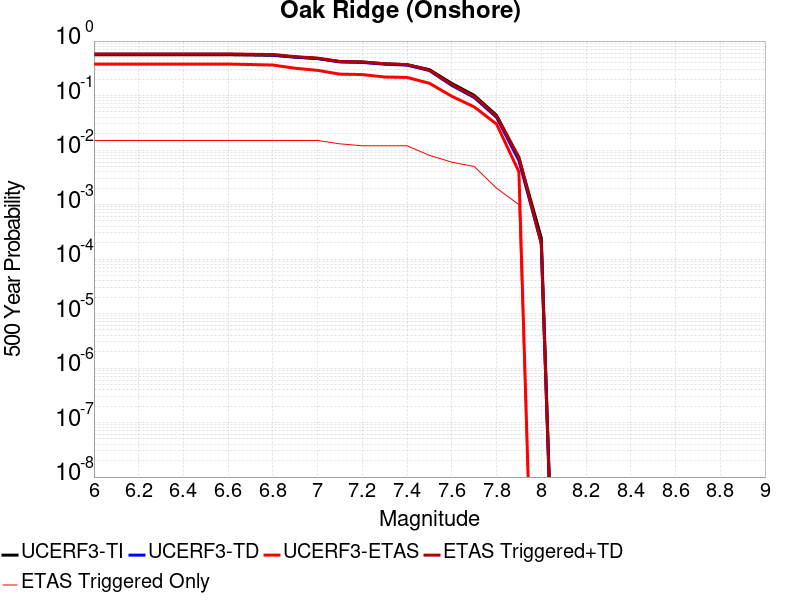 Oak Ridge (Onshore)
10^0
10^-1
10^-2
10^-3
10^-4
10^-5
10^-6
10^-7
10^-8
500 Year Probability
6 6.2 6.4 6.6 6.8 7 7.2 7.4 7.6 7.8 8 8.2 8.4 8.6 8.8 9
Magnitude
UCERF3-TI UCERF3-TD UCERF3-ETAS ETAS Triggered+TD
ETAS Triggered Only